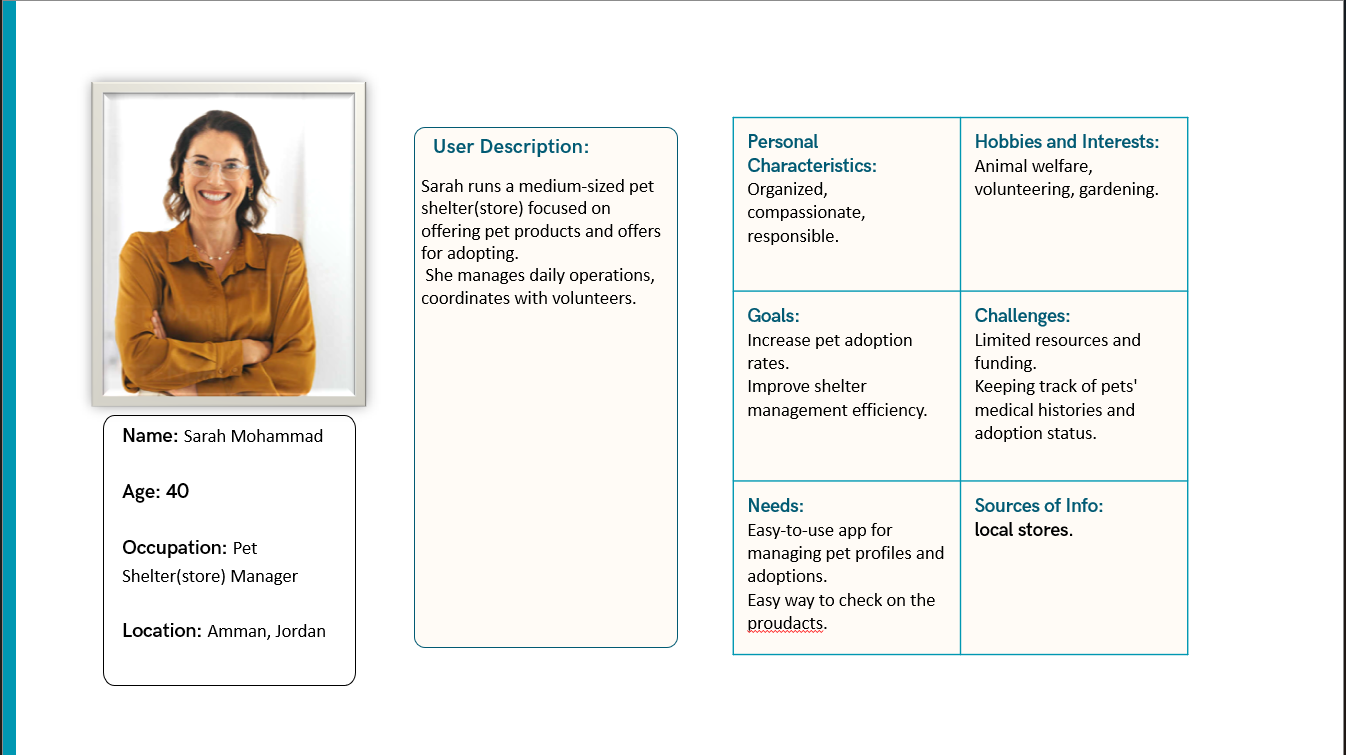 Name: Sarah Mohammad
Age: 40
Occupation: Pet
Shelter(store) Manager
Location: Amman, Jordan
User Description:
Sarah runs a medium-sized pet
shelter(store) focused on
offering pet products and offers
for adopting.
She manages daily operations,
coordinates with volunteers.
Personal
Characteristics:
Organized,
compassionate,
responsible.
Hobbies and Interests:
Animal welfare,
volunteering, gardening.
Goals:
Increase pet adoption
rates.
Improve shelter
management efficiency.
Challenges:
Limited resources and
funding.
Keeping track of pets'
medical histories and
adoption status.
Needs:
Easy-to-use app for
managing pet profiles and
adoptions.
Easy way to check on the
proudacts.
Sources of Info:
local stores.